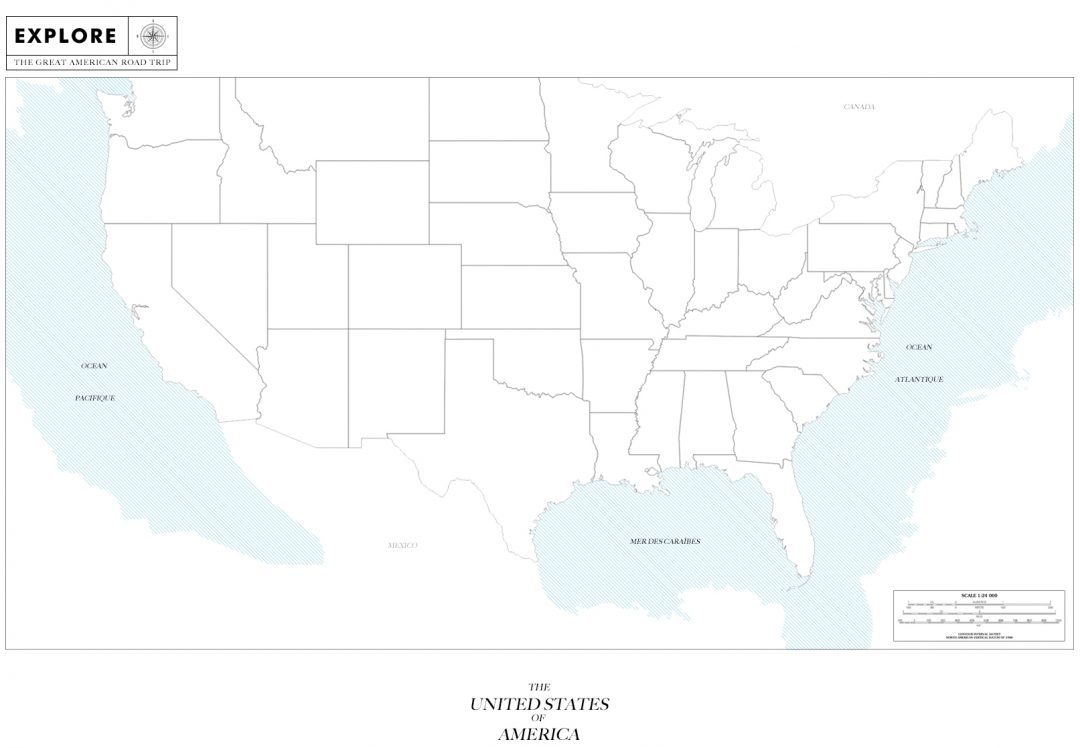 EXPLORE
THE GREAT AMERICAN ROAD TRIP
CANADA
OCEAN
ATLANTIQUE
OCEAN
PACIFIQUE
MEXICO
MER DES CARAÏBES
SCALE 1:24 000
THE
UNITED STATES
OF
AMERICA